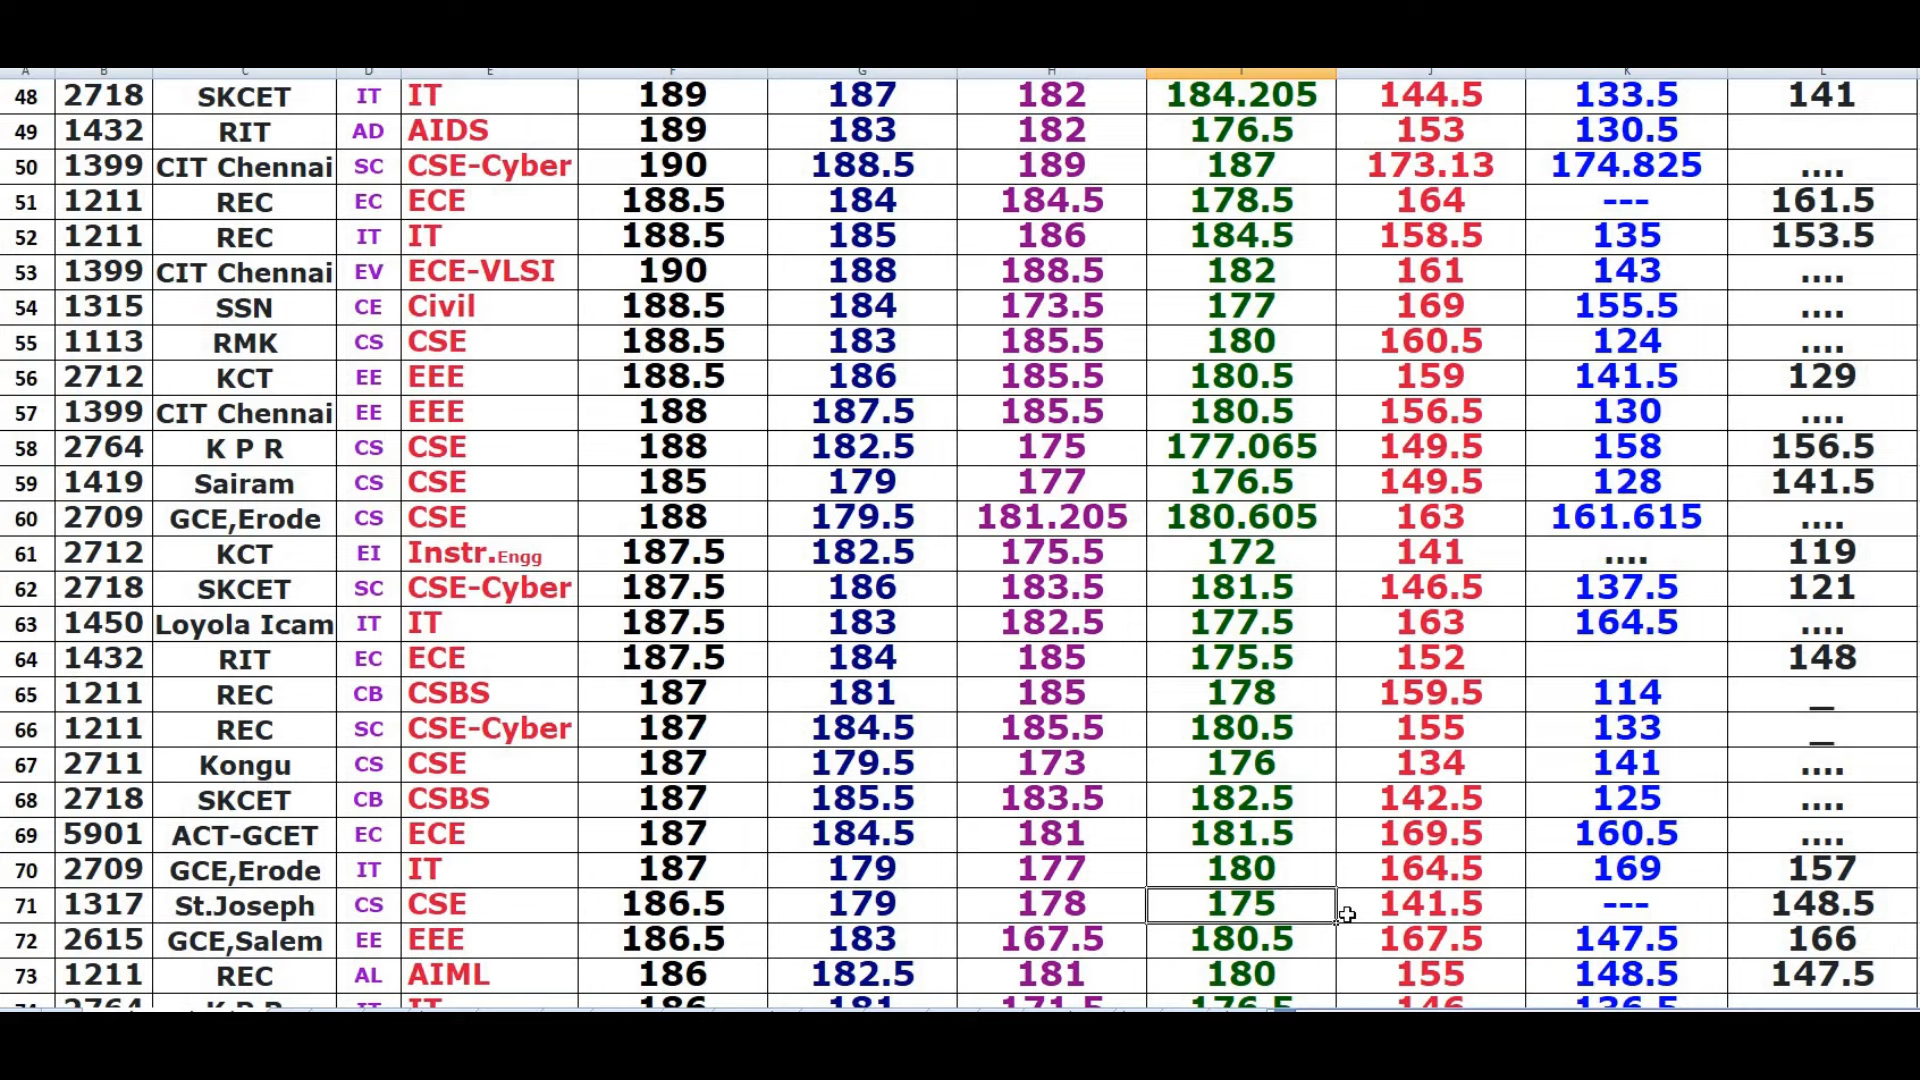 A B C D E F G H I J K L
48 2718 SKCET IT IT 189 187 182 184.205 144.5 133.5 141
49 1432 RIT AD AIDS 189 183 182 176.5 153 130.5
50 1399 CIT Chennai SC CSE-Cyber 190 188.5 189 187 173.13 174.825 ....
51 1211 REC EC ECE 188.5 184 184.5 178.5 164 --- 161.5
52 1211 REC IT IT 188.5 185 186 184.5 158.5 135 153.5
53 1399 CIT Chennai EV ECE-VLSI 190 188 188.5 182 161 143 ....
54 1315 SSN CE Civil 188.5 184 173.5 177 169 155.5 ....
55 1113 RMK CS CSE 188.5 183 185.5 180 160.5 124 ....
56 2712 KCT EE EEE 188.5 186 185.5 180.5 159 141.5 129
57 1399 CIT Chennai EE EEE 188 187.5 185.5 180.5 156.5 130 ....
58 2764 K P R CS CSE 188 182.5 175 177.065 149.5 158 156.5
59 1419 Sairam CS CSE 185 179 177 176.5 149.5 128 141.5
60 2709 GCE,Erode CS CSE 188 179.5 181.205 180.605 163 161.615 ....
61 2712 KCT EI Instr.Engg 187.5 182.5 175.5 172 141 .... 119
62 2718 SKCET SC CSE-Cyber 187.5 186 183.5 181.5 146.5 137.5 121
63 1450 Loyola Icam IT IT 187.5 183 182.5 177.5 163 164.5 ....
64 1432 RIT EC ECE 187.5 184 185 175.5 152 148
65 1211 REC CB CSBS 187 181 185 178 159.5 114 _
66 1211 REC SC CSE-Cyber 187 184.5 185.5 180.5 155 133 _
67 2711 Kongu CS CSE 187 179.5 173 176 134 141 ....
68 2718 SKCET CB CSBS 187 185.5 183.5 182.5 142.5 125 ....
69 5901 ACT-GCET EC ECE 187 184.5 181 181.5 169.5 160.5 ....
70 2709 GCE,Erode IT IT 187 179 177 180 164.5 169 157
71 1317 St.Joseph CS CSE 186.5 179 178 175 141.5 --- 148.5
72 2615 GCE,Salem EE EEE 186.5 183 167.5 180.5 167.5 147.5 166
73 1211 REC AL AIML 186 182.5 181 180 155 148.5 147.5
74 2764 K P R IT IT 186 181 171.5 176.5 146 136.5